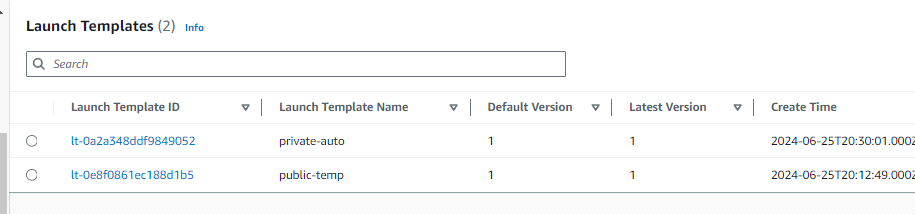 Launch Templates (2) Info
Search
Launch Template ID Launch Template Name Default Version Latest Version Create Time
lt-0a2a348ddf9849052 private-auto 1 1 2024-06-25T20:30:01.000Z
lt-0e8f0861ec188d1b5 public-temp 1 1 2024-06-25T20:12:49.000Z